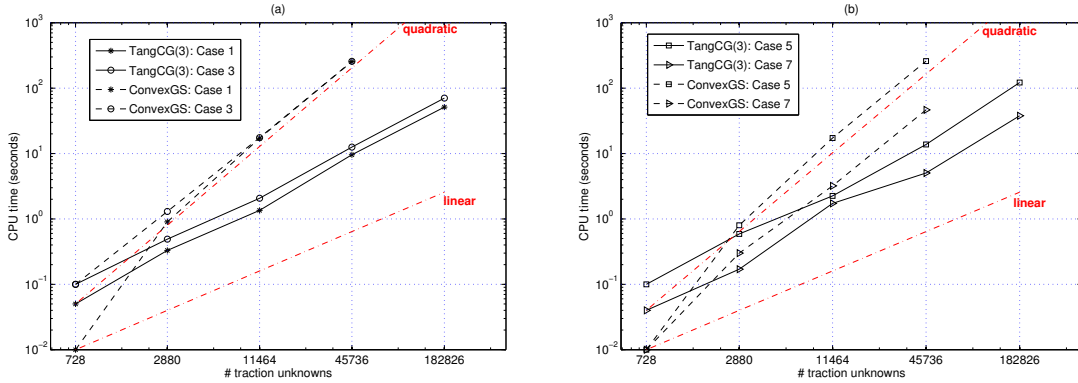 (a)
10^3
10^2
10^1
10^0
10^-1
10^-2
CPU time (seconds)
TangCG(3): Case 1
TangCG(3): Case 3
ConvexGS: Case 1
ConvexGS: Case 3
quadratic
linear
728
2880
11464
45736
182826
# traction unknowns
(b)
10^3
10^2
10^1
10^0
10^-1
10^-2
CPU time (seconds)
TangCG(3): Case 5
TangCG(3): Case 7
ConvexGS: Case 5
ConvexGS: Case 7
quadratic
linear
728
2880
11464
45736
182826
# traction unknowns